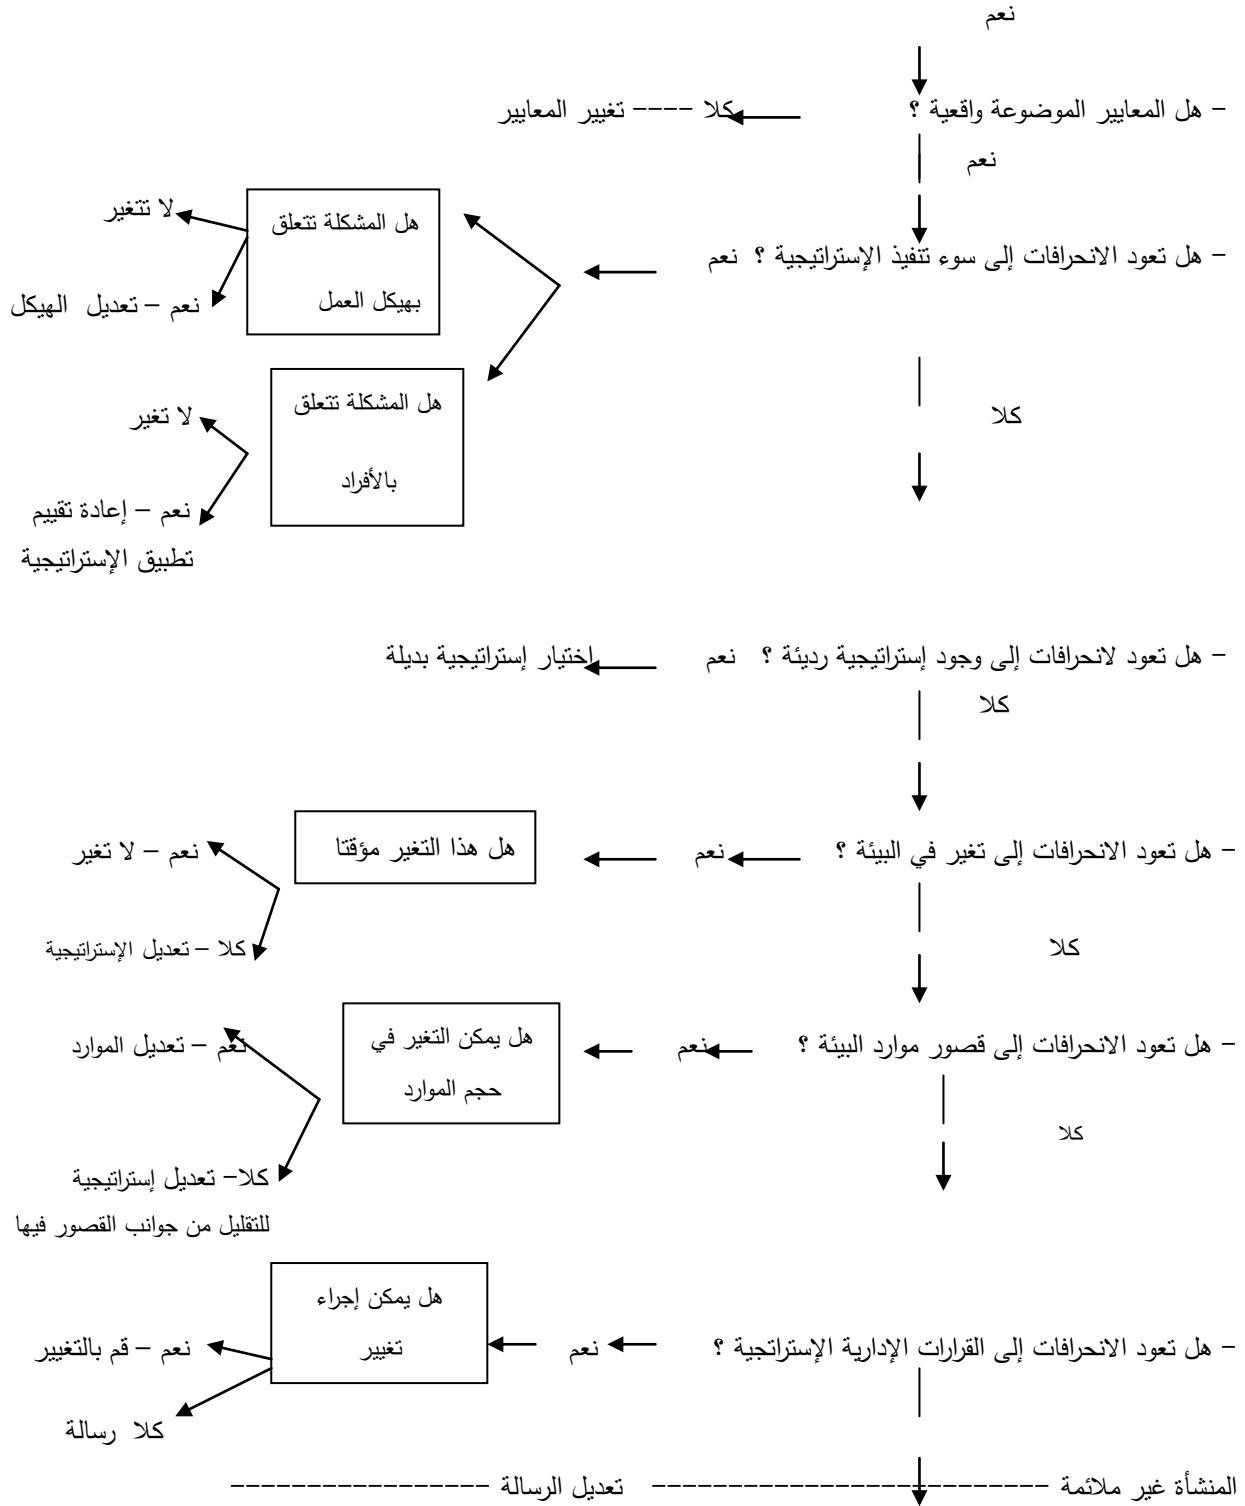 نعم
- هل المعايير الموضوعة واقعية ؟ كلا ---- تغيير المعايير
نعم
- هل تعود الانحرافات إلى سوء تنفيذ الإستراتيجية ؟ نعم
هل المشكلة تتعلق
بهيكل العمل
لا تتغير
نعم – تعديل الهيكل
هل المشكلة تتعلق
بالأفراد
لا تغير
نعم – إعادة تقييم
تطبيق الإستراتيجية
كلا
- هل تعود لانحرافات إلى وجود إستراتيجية رديئة ؟ نعم إختيار إستراتيجية بديلة
كلا
- هل تعود الانحرافات إلى تغير في البيئة ؟ نعم
هل هذا التغير مؤقتا
نعم – لا تغير
كلا – تعديل الإستراتيجية
كلا
- هل تعود الانحرافات إلى قصور موارد البيئة ؟ نعم
هل يمكن التغير في
حجم الموارد
نعم – تعديل الموارد
كلا– تعديل إستراتيجية
للتقليل من جوانب القصور فيها
كلا
- هل تعود الانحرافات إلى القرارات الإدارية الإستراتجية ؟ نعم
هل يمكن إجراء
تغيير
نعم – قم بالتغيير
كلا رسالة
المنشأة غير ملائمة -------------------------- تعديل الرسالة -----------------